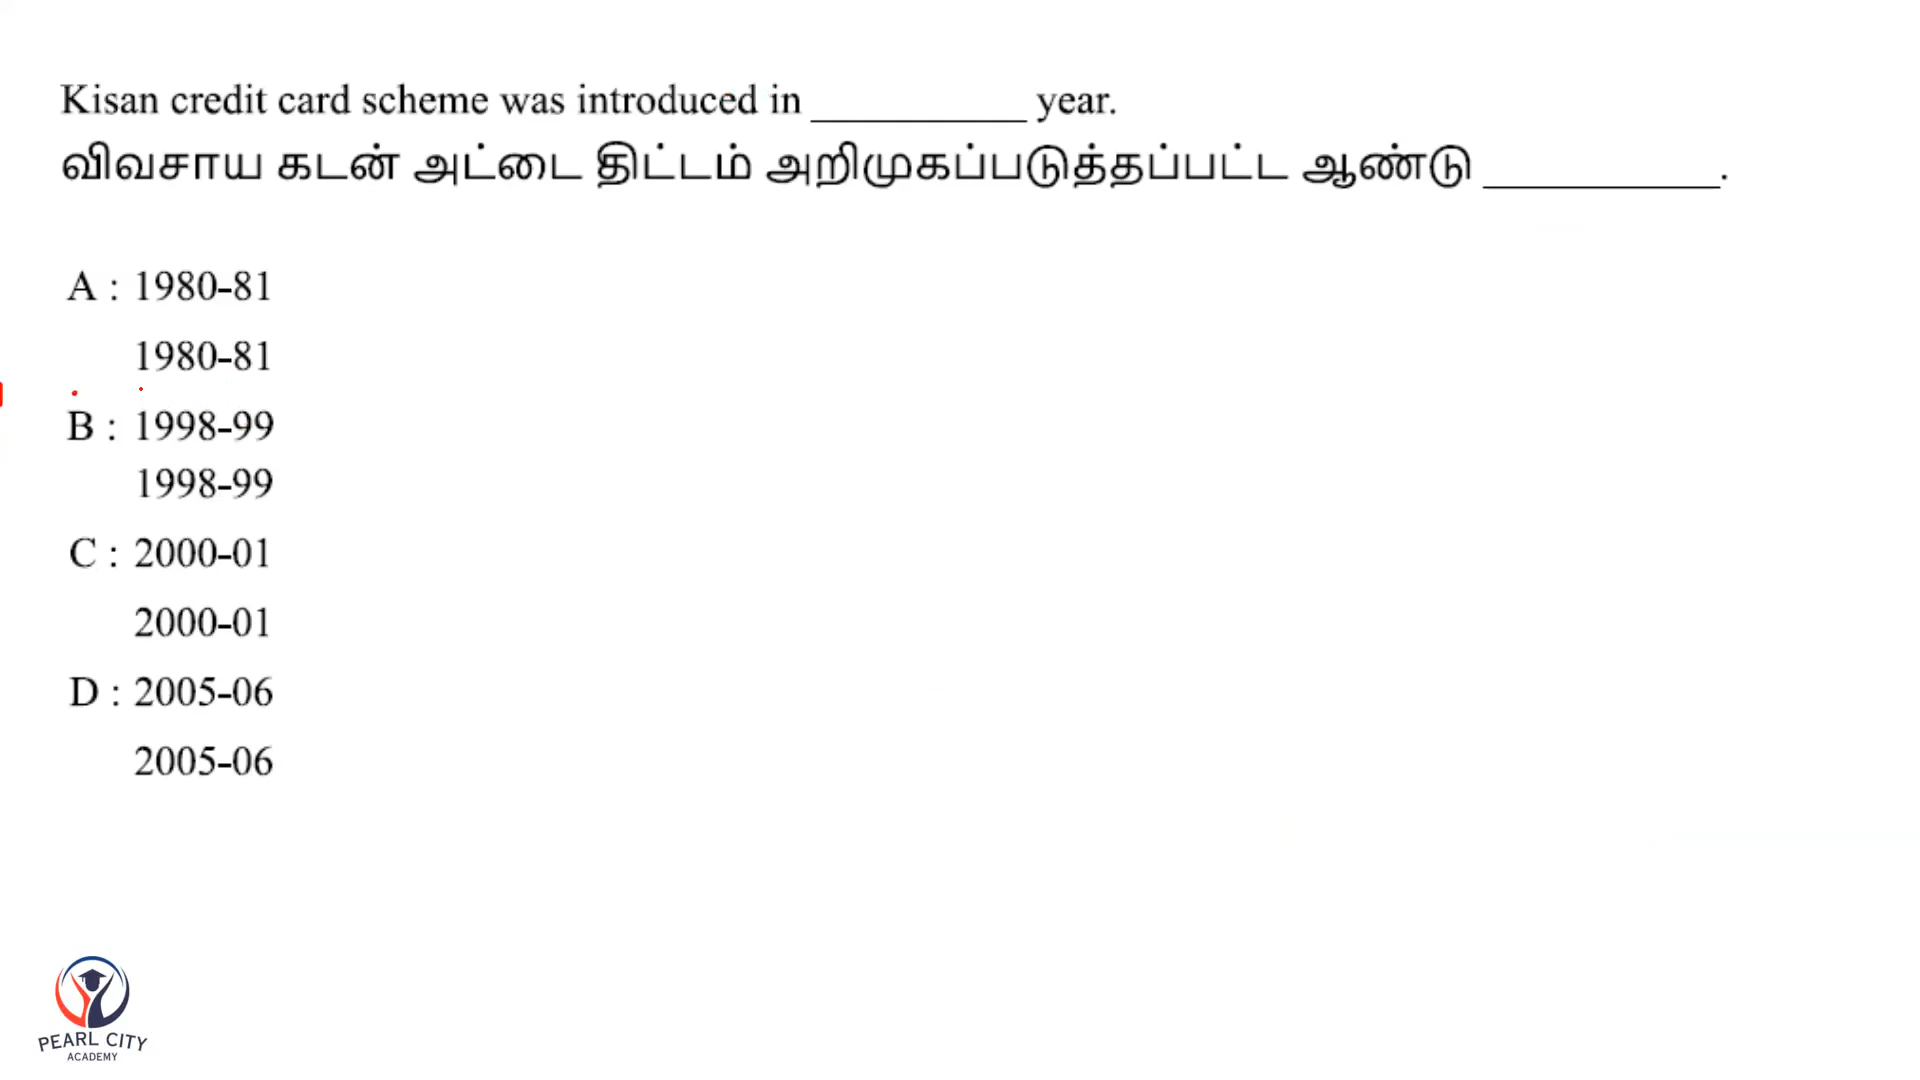 Kisan credit card scheme was introduced in __________ year.
விவசாய கடன் அட்டை திட்டம் அறிமுகப்படுத்தப்பட்ட ஆண்டு ___________.
A : 1980-81
1980-81
B : 1998-99
1998-99
C : 2000-01
2000-01
D : 2005-06
2005-06
PEARL CITY
ACADEMY